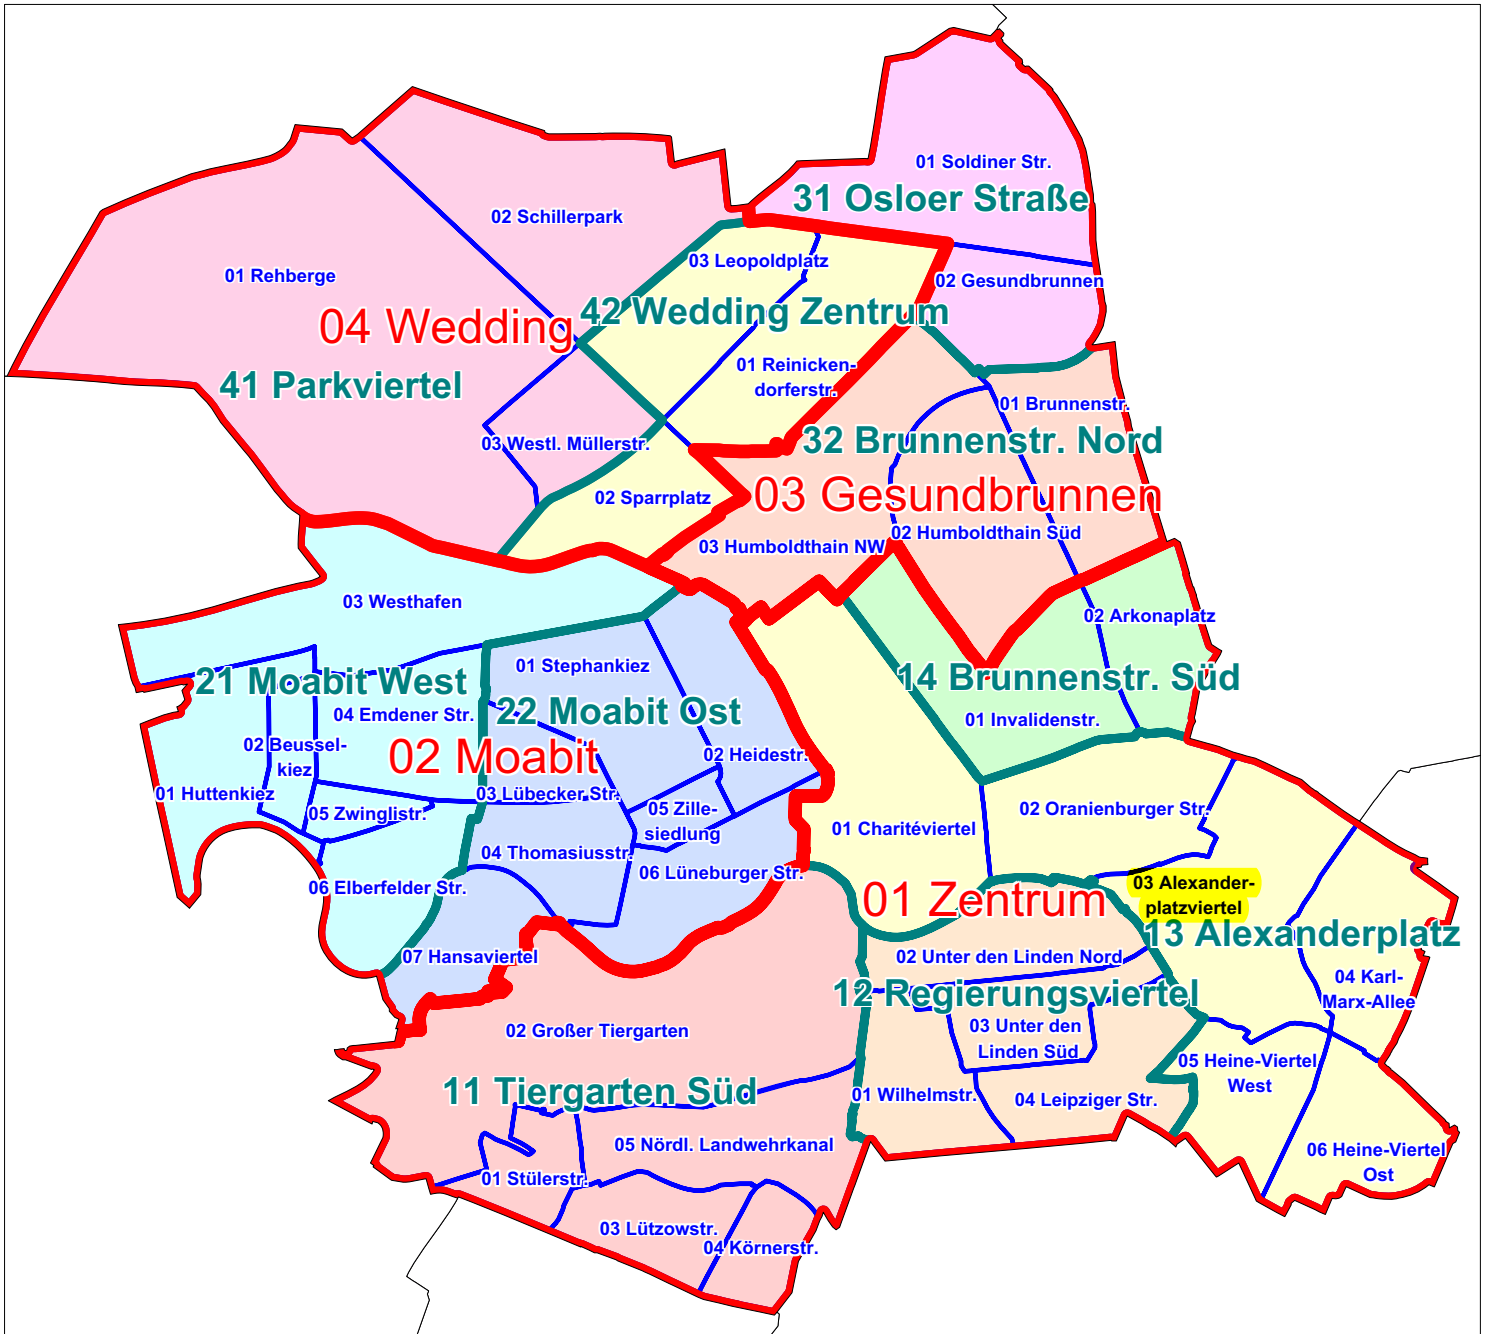 01 Soldiner Str.
31 Osloer Straße
02 Schillerpark
03 Leopoldplatz
01 Rehberge
02 Gesundbrunnen
42 Wedding Zentrum
04 Wedding
01 Reinicken-
dorferstr.
41 Parkviertel
01 Brunnenstr.
32 Brunnenstr. Nord
03 Westl. Müllerstr.
02 Sparrplatz
03 Gesundbrunnen
02 Humboldthain Süd
03 Humboldthain NW
03 Westhafen
02 Arkonaplatz
01 Stephankiez
21 Moabit West
14 Brunnenstr. Süd
04 Emdener Str.
22 Moabit Ost
01 Invalidenstr.
02 Beussel-
kiez
02 Moabit
02 Heidestr.
01 Huttenkiez
03 Lübecker Str.
05 Zwinglistr.
05 Zille-
siedlung
02 Oranienburger Str.
01 Charitéviertel
04 Thomasiusstr.
06 Lüneburger Str.
06 Elberfelder Str.
01 Zentrum
03 Alexander-
platzviertel
13 Alexanderplatz
07 Hansaviertel
02 Unter den Linden Nord
04 Karl-
Marx-Allee
12 Regierungsviertel
02 Großer Tiergarten
03 Unter den
Linden Süd
05 Heine-Viertel
West
11 Tiergarten Süd
01 Wilhelmstr.
04 Leipziger Str.
05 Nördl. Landwehrkanal
06 Heine-Viertel
Ost
01 Stülerstr.
03 Lützowstr.
04 Körnerstr.